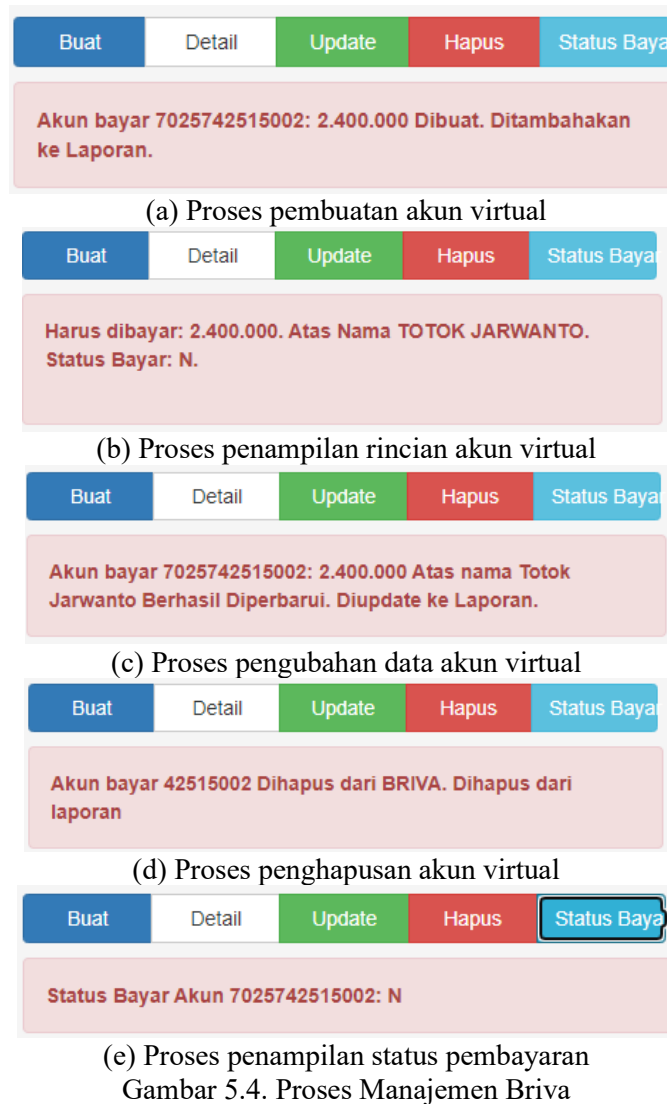 Buat Detail Update Hapus Status Baya
Akun bayar 7025742515002: 2.400.000 Dibuat. Ditambahakan
ke Laporan.
(a) Proses pembuatan akun virtual
Buat Detail Update Hapus Status Bayar
Harus dibayar: 2.400.000. Atas Nama TOTOK JARWANTO.
Status Bayar: N.
(b) Proses penampilan rincian akun virtual
Buat Detail Update Hapus Status Bayar
Akun bayar 7025742515002: 2.400.000 Atas nama Totok
Jarwanto Berhasil Diperbarui. Diupdate ke Laporan.
(c) Proses pengubahan data akun virtual
Buat Detail Update Hapus Status Bayar
Akun bayar 42515002 Dihapus dari BRIVA. Dihapus dari
laporan
(d) Proses penghapusan akun virtual
Buat Detail Update Hapus Status Baya
Status Bayar Akun 7025742515002: N
(e) Proses penampilan status pembayaran
Gambar 5.4. Proses Manajemen Briva